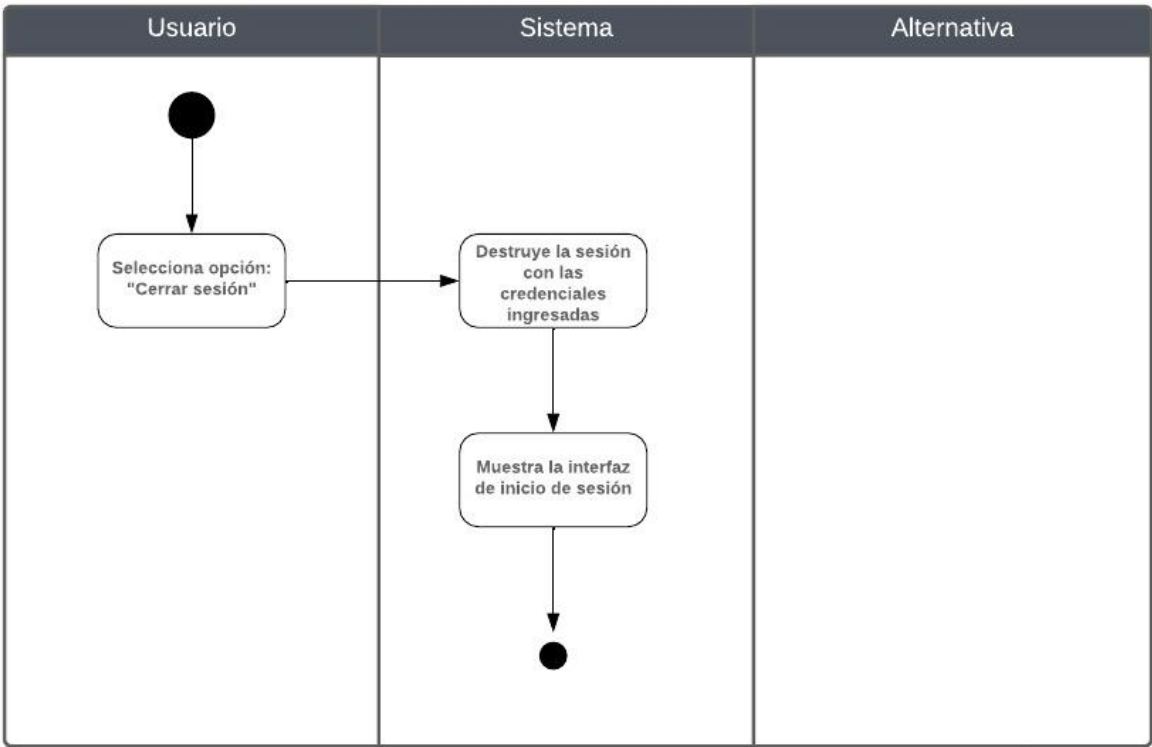 Usuario
Sistema
Alternativa
Selecciona opción:
"Cerrar sesión"
Destruye la sesión
con las
credenciales
ingresadas
Muestra la interfaz
de inicio de sesión